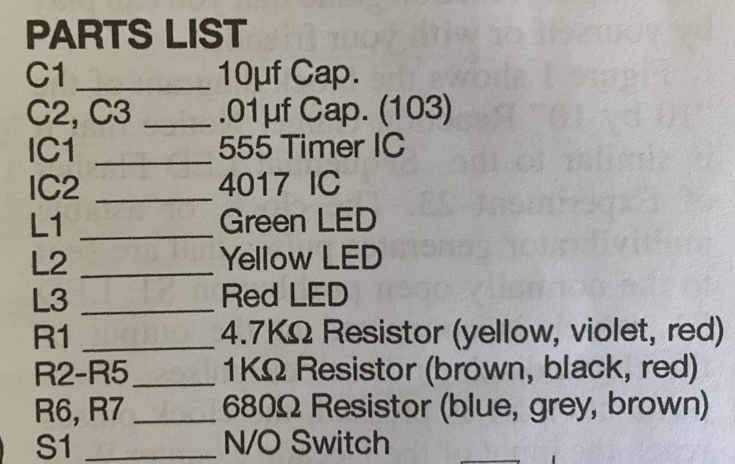 PARTS LIST
C1 ________ 10µf Cap.
C2, C3 _____ .01µf Cap. (103)
IC1 ________ 555 Timer IC
IC2 _______ 4017 IC
L1 ________ Green LED
L2 ________ Yellow LED
L3 ________ Red LED
R1 ________ 4.7KΩ Resistor (yellow, violet, red)
R2-R5 _____ 1KΩ Resistor (brown, black, red)
R6, R7 _____ 680Ω Resistor (blue, grey, brown)
S1 ________ N/O Switch